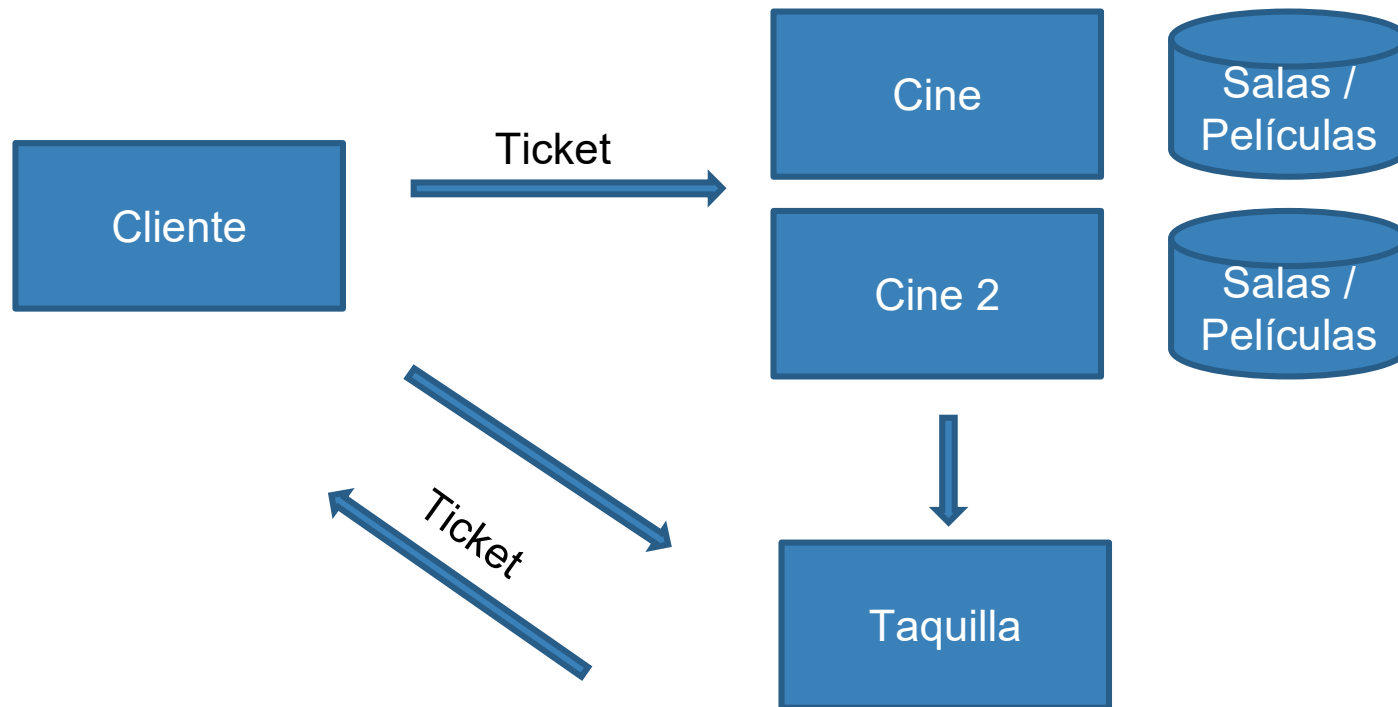 Cine
Salas /
Películas
Ticket
Cliente
Cine 2
Salas /
Películas
Ticket
Taquilla